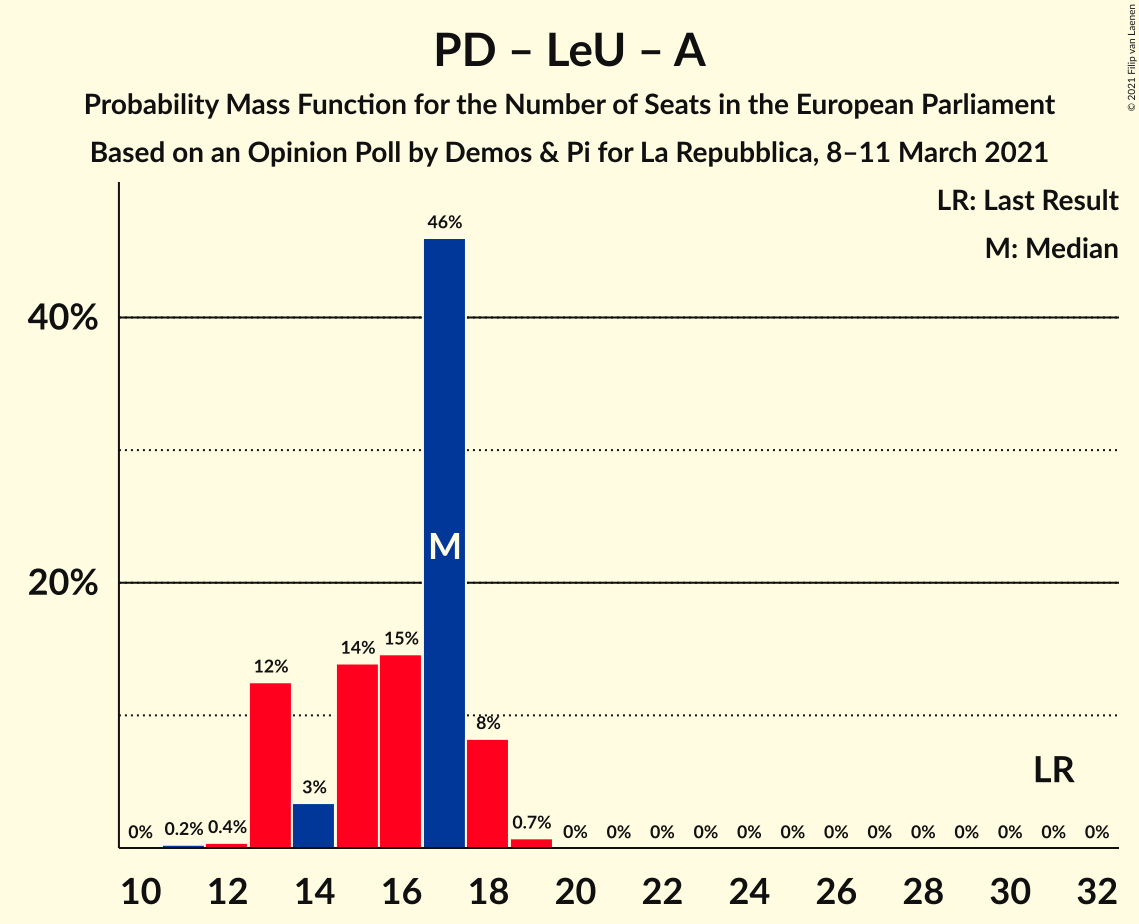 PD – LeU – A
Probability Mass Function for the Number of Seats in the European Parliament
Based on an Opinion Poll by Demos & Pi for La Repubblica, 8–11 March 2021
© 2021 Filip van Laenen
LR: Last Result
M: Median
46%
40%
M
20%
15%
14%
12%
8%
LR
3%
0% 0.2% 0.4% 0.7% 0% 0% 0% 0% 0% 0% 0% 0% 0% 0% 0% 0% 0%
10 12 14 16 18 20 22 24 26 28 30 32